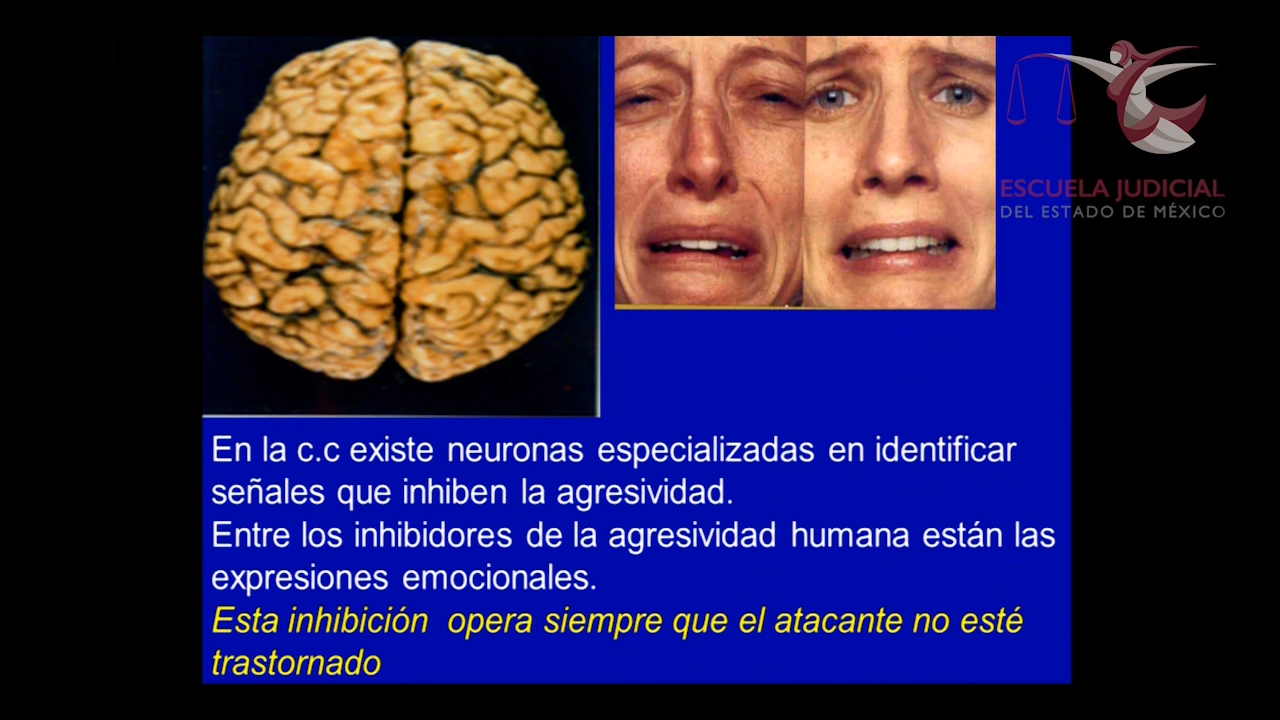 ESCUELA JUDICIAL
DEL ESTADO DE MÉXICO
En la c.c existe neuronas especializadas en identificar
señales que inhiben la agresividad.
Entre los inhibidores de la agresividad humana están las
expresiones emocionales.
Esta inhibición opera siempre que el atacante no esté
trastornado